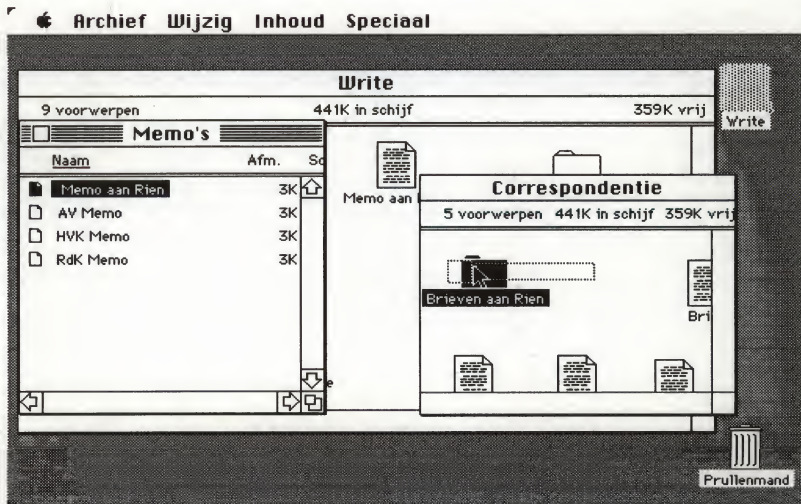 Archief Wijzig Inhoud Speciaal
Write
9 voorwerpen 441K in schijf 359K vrij
Write
Memo's
Naam Afm.
Memo aan Rien 3K
AV Memo 3K
HVK Memo 3K
RdK Memo 3K
Memo aan
Correspondentie
5 voorwerpen 441K in schijf 359K vrij
Brieven aan Rien
Bri
Prullenmand